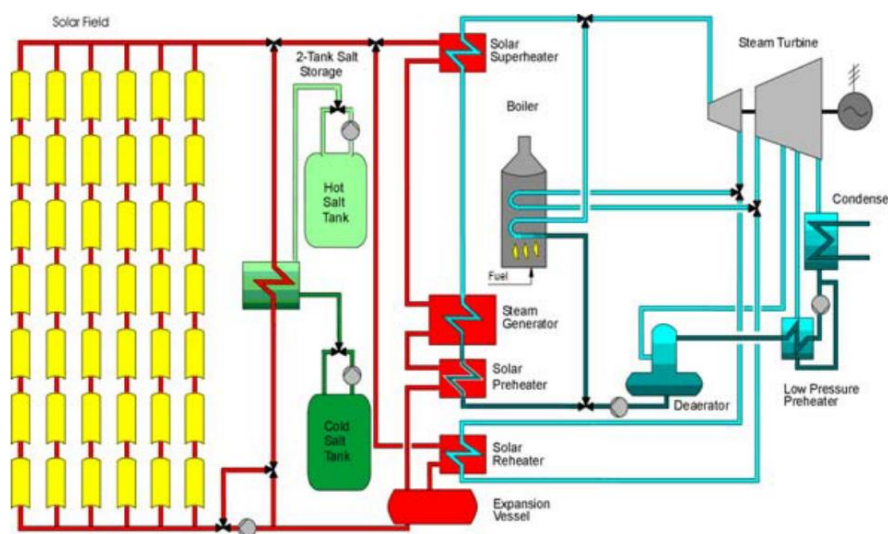 Solar Field
2-Tank Salt
Storage
Hot
Salt
Tank
Cold
Salt
Tank
Solar
Superheater
Boiler
Fuel
Steam
Generator
Solar
Preheater
Solar
Reheater
Expansion
Vessel
Steam Turbine
Condense
Deaerator
Low Pressure
Preheater